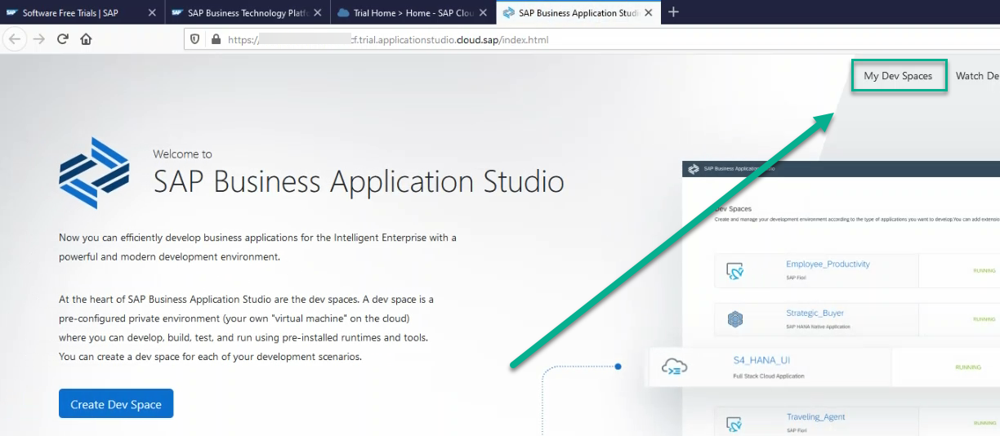 Software Free Trials | SAP
SAP Business Technology Platf
Trial Home > Home - SAP Clou
SAP Business Application Studi
https://
cf.trial.applicationstudio.cloud.sap/index.html
My Dev Spaces
Watch De
Welcome to
SAP Business Application Studio
Now you can efficiently develop business applications for the Intelligent Enterprise with a
powerful and modern development environment.
At the heart of SAP Business Application Studio are the dev spaces. A dev space is a
pre-configured private environment (your own "virtual machine" on the cloud)
where you can develop, build, test, and run using pre-installed runtimes and tools.
You can create a dev space for each of your development scenarios.
Create Dev Space
SAP Business Application Studio
Dev Spaces
Create and manage your development environment according to the type of applications you want to develop.You can add extension
Employee_Productivity
SAP Fiori
RUNNING
Strategic_Buyer
SAP HANA Native Application
RUNNING
S4_HANA_UI
Full Stack Cloud Application
RUNNING
Traveling_Agent
SAP Fiori
RUNNING